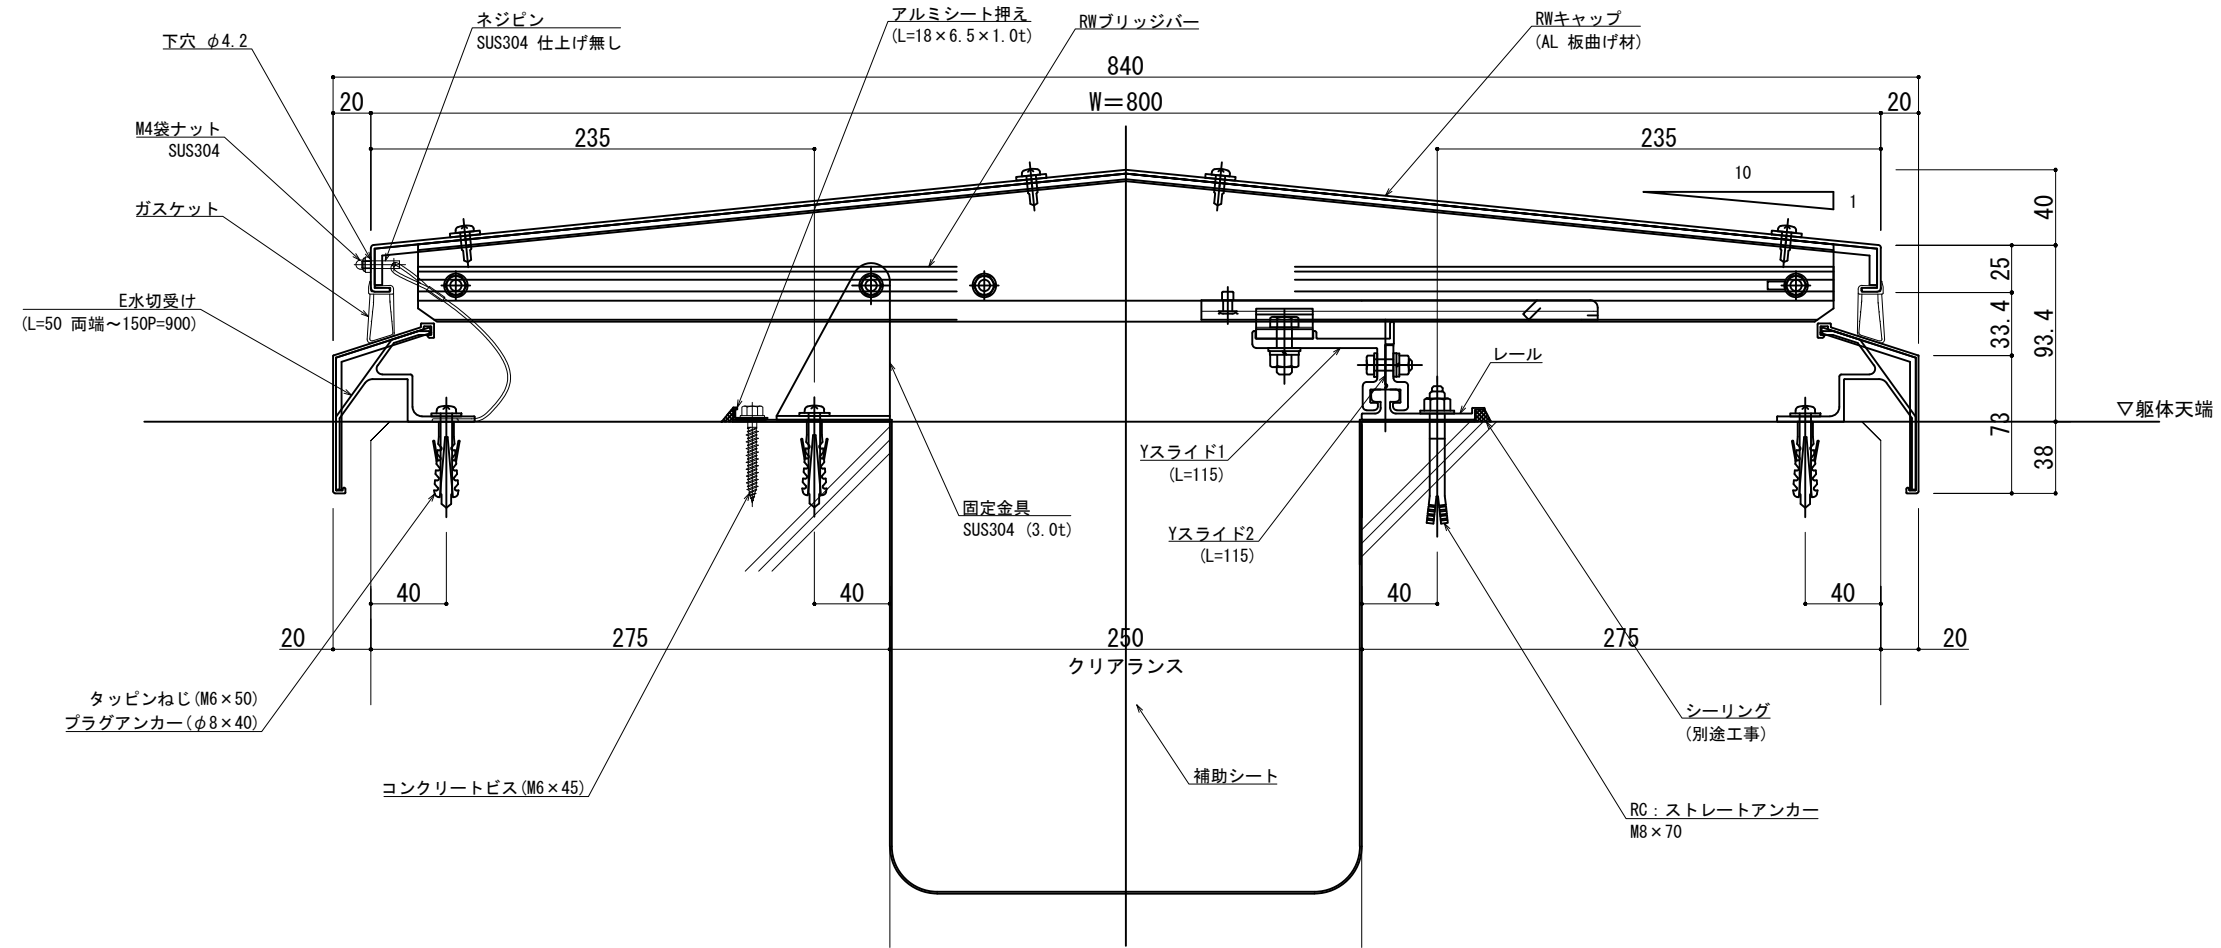 ネジピン
SUS304 仕上げ無し
アルミシート押え
(L=18×6.5×1.0t)
RWブリッジバー
RWキャップ
(AL 板曲げ材)
下穴 φ4.2
840
20
W=800
20
M4袋ナット
SUS304
235
235
10
1
40
ガスケット
25
E水切受け
(L=50 両端～150P=900)
33.4
93.4
レール
▽躯体天端
73
38
Yスライド1
(L=115)
固定金具
SUS304 (3.0t)
Yスライド2
(L=115)
40
40
40
40
20
275
250
275
20
クリアランス
タッピンねじ(M6×50)
プラグアンカー(φ8×40)
シーリング
(別途工事)
コンクリートビス(M6×45)
補助シート
RC：ストレートアンカー
M8×70